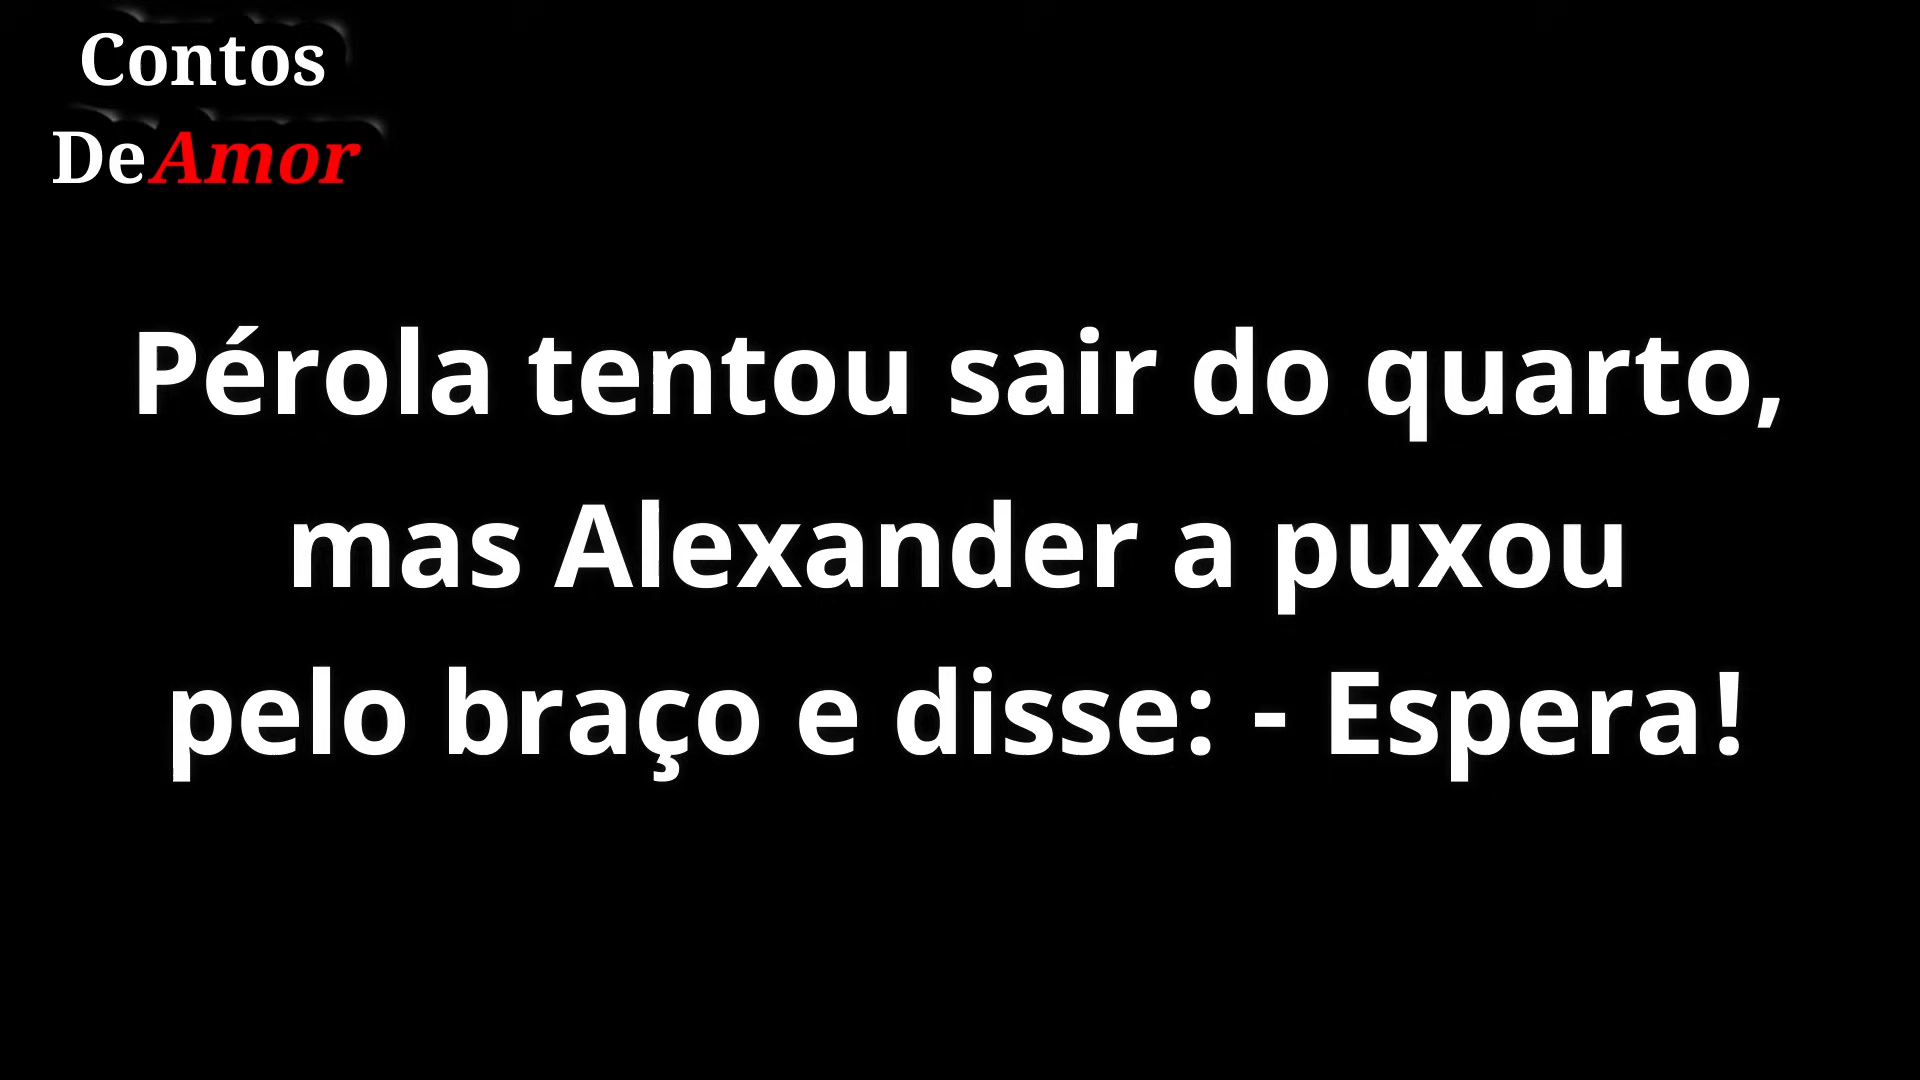 Contos
DeAmor
Pérola tentou sair do quarto,
mas Alexander a puxou
pelo braço e disse: - Espera!